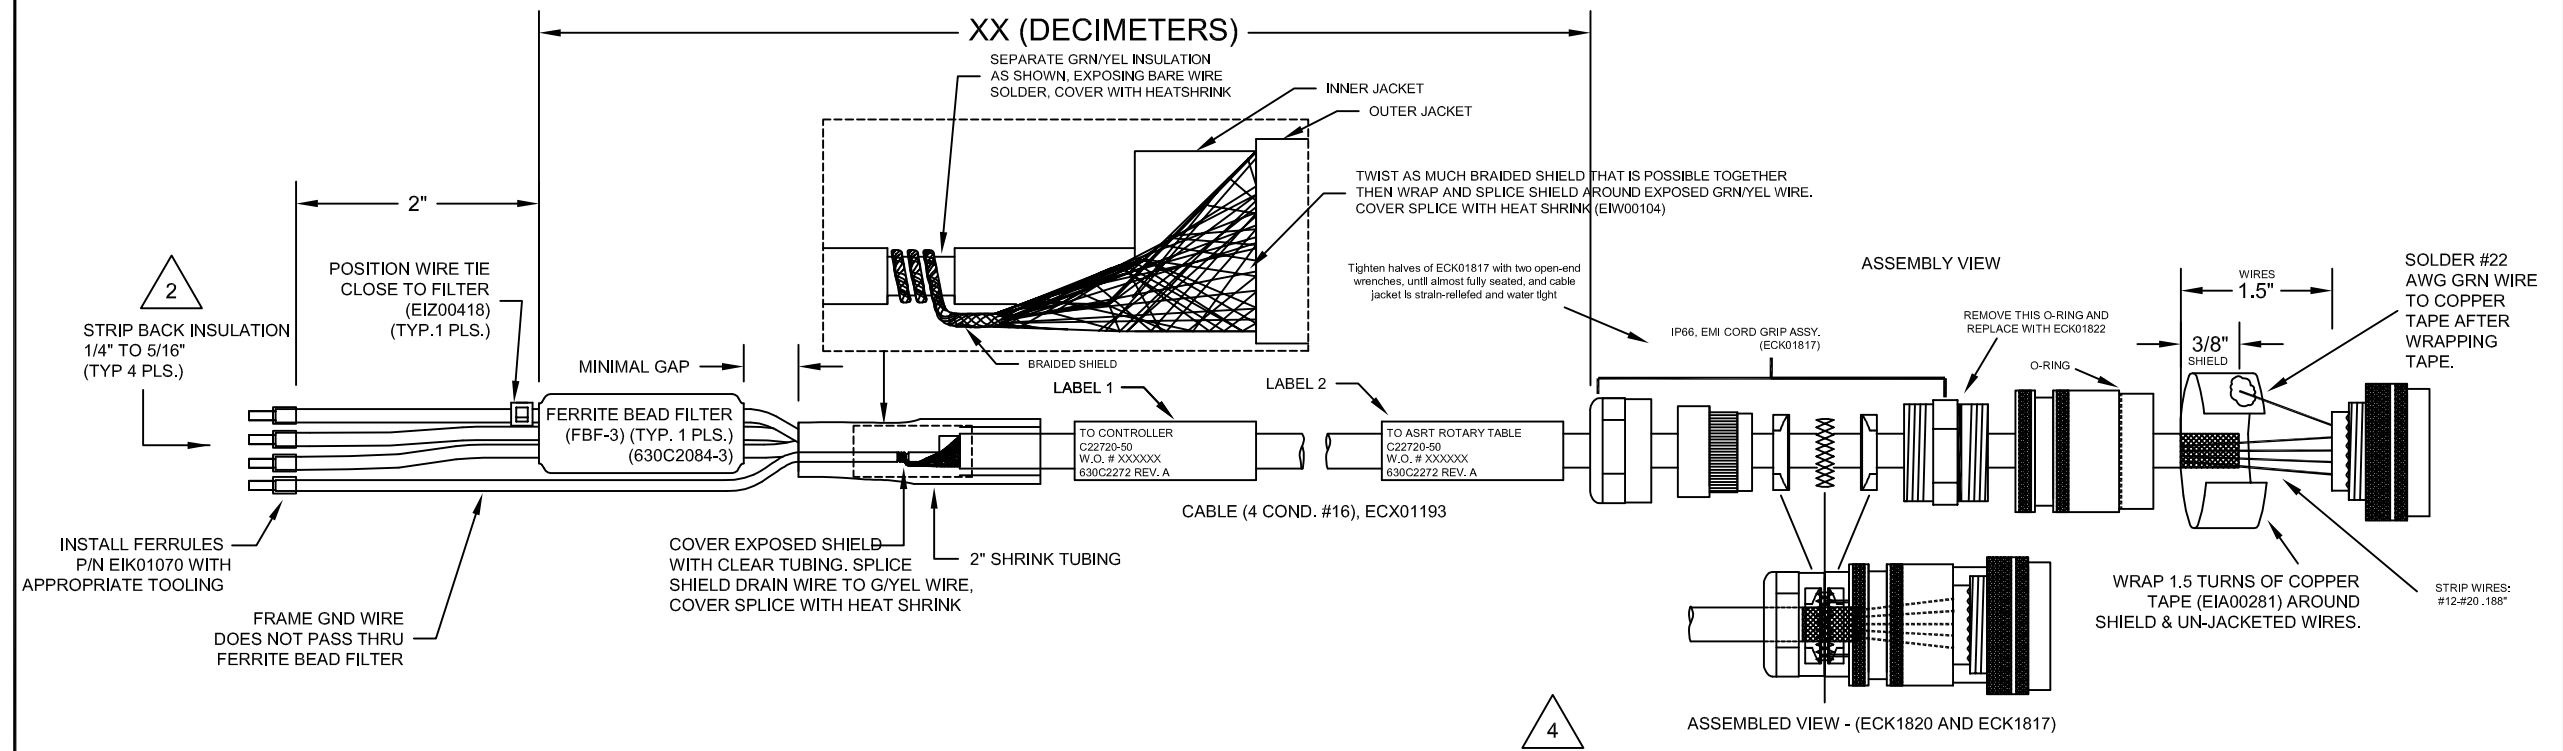 XX (DECIMETERS)
SEPARATE GRN/YEL INSULATION
AS SHOWN, EXPOSING BARE WIRE
SOLDER, COVER WITH HEATSHRINK
INNER JACKET
OUTER JACKET
TWIST AS MUCH BRAIDED SHIELD THAT IS POSSIBLE TOGETHER
THEN WRAP AND SPLICE SHIELD AROUND EXPOSED GRN/YEL WIRE.
COVER SPLICE WITH HEAT SHRINK (EIW00104)
BRAIDED SHIELD
2"
2
STRIP BACK INSULATION
1/4" TO 5/16"
(TYP 4 PLS.)
POSITION WIRE TIE
CLOSE TO FILTER
(EIZ00418)
(TYP.1 PLS.)
MINIMAL GAP
FERRITE BEAD FILTER
(FBF-3) (TYP. 1 PLS.)
(630C2084-3)
LABEL 1
TO CONTROLLER
C22720-50
W.O. # XXXXXX
630C2272 REV. A
LABEL 2
TO ASRT ROTARY TABLE
C22720-50
W.O. # XXXXXX
630C2272 REV. A
CABLE (4 COND. #16), ECX01193
INSTALL FERRULES
P/N EIK01070 WITH
APPROPRIATE TOOLING
FRAME GND WIRE
DOES NOT PASS THRU
FERRITE BEAD FILTER
COVER EXPOSED SHIELD
WITH CLEAR TUBING. SPLICE
SHIELD DRAIN WIRE TO G/YEL WIRE,
COVER SPLICE WITH HEAT SHRINK
2" SHRINK TUBING
Tighten halves of ECK01817 with two open-end
wrenches, until almost fully seated, and cable
jacket is strain-reliefed and water tight
ASSEMBLY VIEW
IP66, EMI CORD GRIP ASSY.
(ECK01817)
REMOVE THIS O-RING AND
REPLACE WITH ECK01822
O-RING
WIRES
1.5"
3/8"
SHIELD
SOLDER #22
AWG GRN WIRE
TO COPPER
TAPE AFTER
WRAPPING
TAPE.
WRAP 1.5 TURNS OF COPPER
TAPE (EIA00281) AROUND
SHIELD & UN-JACKETED WIRES.
STRIP WIRES:
#12-#20 .188"
4
ASSEMBLED VIEW - (ECK1820 AND ECK1817)